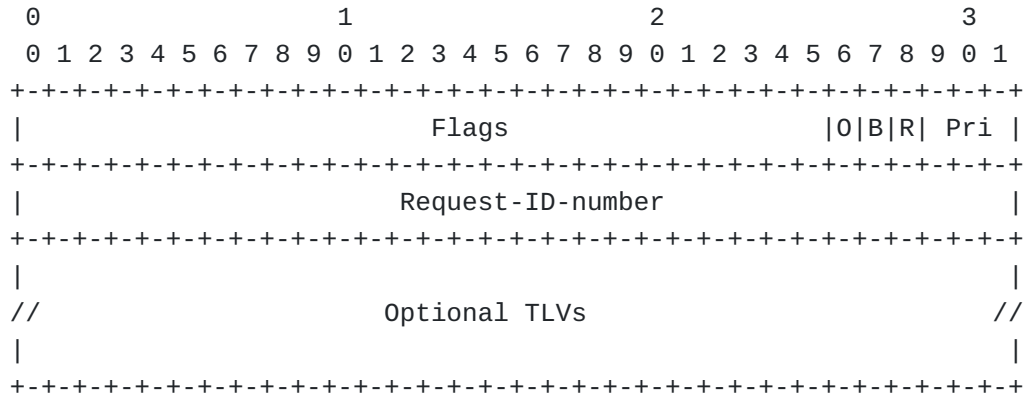 0                   1                   2                   3
 0 1 2 3 4 5 6 7 8 9 0 1 2 3 4 5 6 7 8 9 0 1 2 3 4 5 6 7 8 9 0 1
+-+-+-+-+-+-+-+-+-+-+-+-+-+-+-+-+-+-+-+-+-+-+-+-+-+-+-+-+-+-+-+-+
|                          Flags                    |O|B|R| Pri |
+-+-+-+-+-+-+-+-+-+-+-+-+-+-+-+-+-+-+-+-+-+-+-+-+-+-+-+-+-+-+-+-+
|                        Request-ID-number                      |
+-+-+-+-+-+-+-+-+-+-+-+-+-+-+-+-+-+-+-+-+-+-+-+-+-+-+-+-+-+-+-+-+
|                                                               |
//                      Optional TLVs                          //
|                                                               |
+-+-+-+-+-+-+-+-+-+-+-+-+-+-+-+-+-+-+-+-+-+-+-+-+-+-+-+-+-+-+-+-+